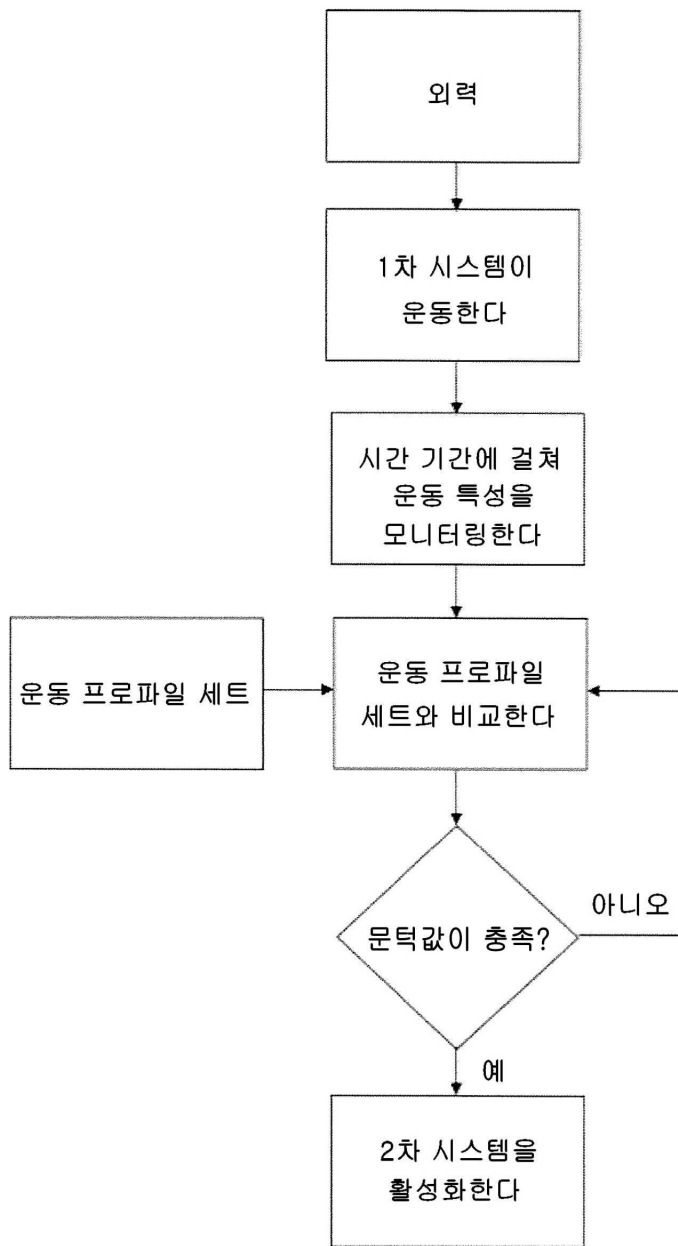 외력
1차 시스템이
운동한다
시간 기간에 걸쳐
운동 특성을
모니터링한다
운동 프로파일 세트
운동 프로파일
세트와 비교한다
아니오
문턱값이 충족?
예
2차 시스템을
활성화한다